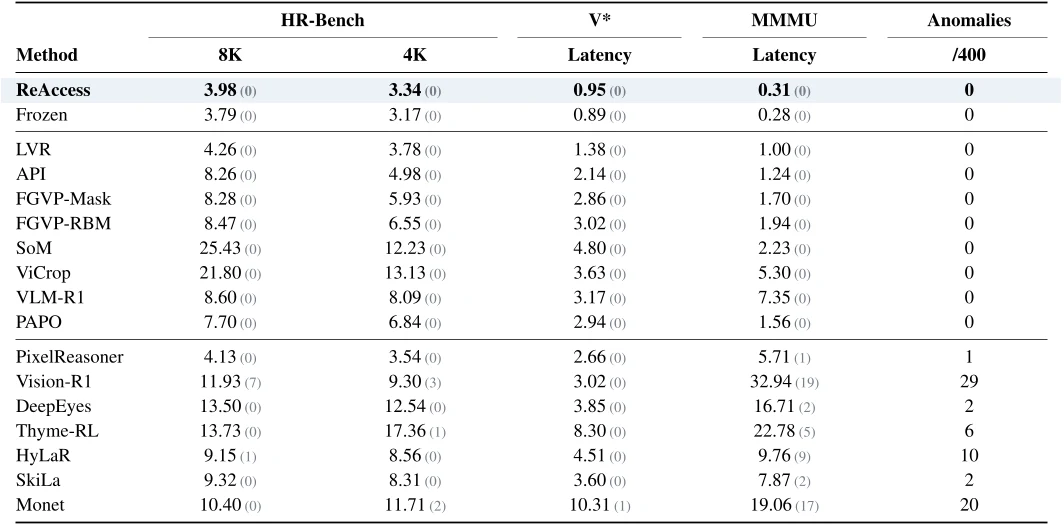 HR-Bench V* MMMU Anomalies
Method 8K 4K Latency Latency /400
ReAccess 3.98 (0) 3.34 (0) 0.95 (0) 0.31 (0) 0
Frozen 3.79 (0) 3.17 (0) 0.89 (0) 0.28 (0) 0
LVR 4.26 (0) 3.78 (0) 1.38 (0) 1.00 (0) 0
API 8.26 (0) 4.98 (0) 2.14 (0) 1.24 (0) 0
FGVP-Mask 8.28 (0) 5.93 (0) 2.86 (0) 1.70 (0) 0
FGVP-RBM 8.47 (0) 6.55 (0) 3.02 (0) 1.94 (0) 0
SoM 25.43 (0) 12.23 (0) 4.80 (0) 2.23 (0) 0
ViCrop 21.80 (0) 13.13 (0) 3.63 (0) 5.30 (0) 0
VLM-R1 8.60 (0) 8.09 (0) 3.17 (0) 7.35 (0) 0
PAPO 7.70 (0) 6.84 (0) 2.94 (0) 1.56 (0) 0
PixelReasoner 4.13 (0) 3.54 (0) 2.66 (0) 5.71 (1) 1
Vision-R1 11.93 (7) 9.30 (3) 3.02 (0) 32.94 (19) 29
DeepEyes 13.50 (0) 12.54 (0) 3.85 (0) 16.71 (2) 2
Thyme-RL 13.73 (0) 17.36 (1) 8.30 (0) 22.78 (5) 6
HyLaR 9.15 (1) 8.56 (0) 4.51 (0) 9.76 (9) 10
SkiLa 9.32 (0) 8.31 (0) 3.60 (0) 7.87 (2) 2
Monet 10.40 (0) 11.71 (2) 10.31 (1) 19.06 (17) 20